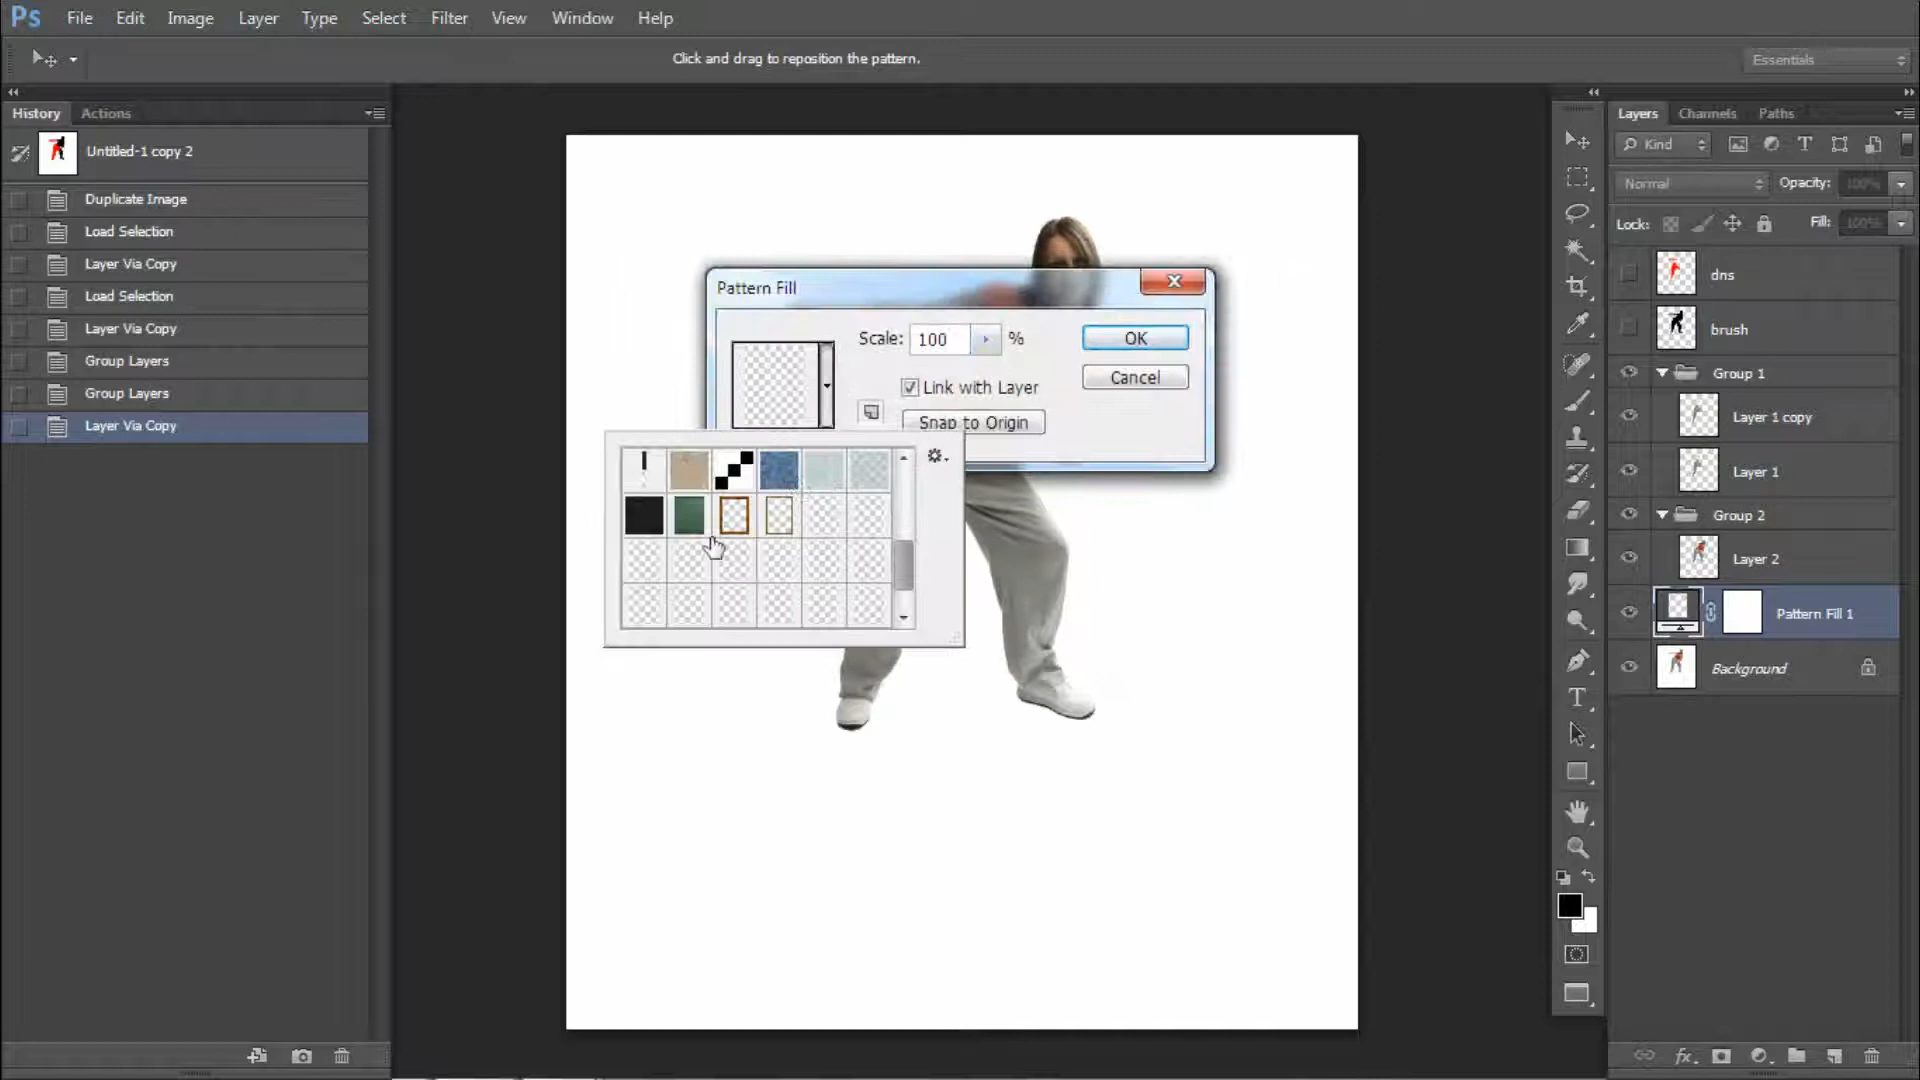 Ps File Edit Image Layer Type Select Filter View Window Help
Click and drag to reposition the pattern.
Essentials
History Actions
Untitled-1 copy 2
Duplicate Image
Load Selection
Layer Via Copy
Load Selection
Layer Via Copy
Group Layers
Group Layers
Layer Via Copy
Pattern Fill
Scale: 100 %
OK
Link with Layer
Cancel
Snap to Origin
Layers Channels Paths
Kind
Normal Opacity: 100%
Lock: Fill: 100%
dns
brush
Group 1
Layer 1 copy
Layer 1
Group 2
Layer 2
Pattern Fill 1
Background
fx